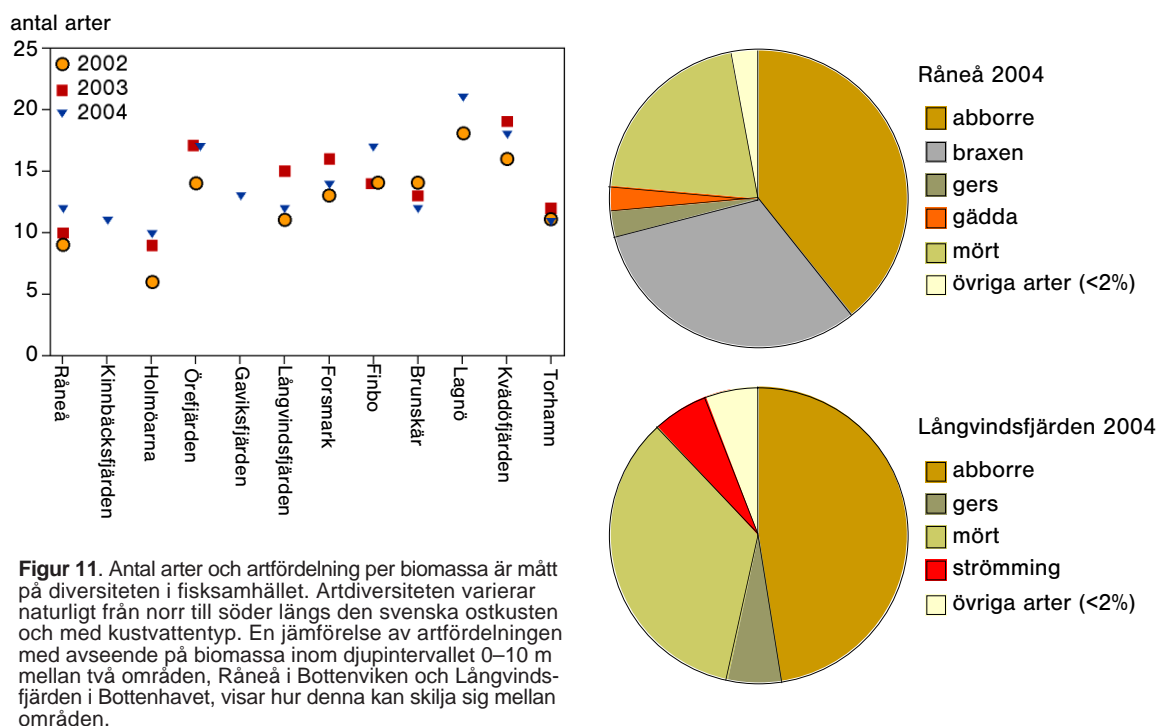 antal arter
25
20
15
10
5
0
2002
2003
2004
Råneå
Kinnbäcksfjärden
Holmöarna
Örefjärden
Gaviksfjärden
Långvindsfjärden
Forsmark
Finbo
Brunskär
Lagnö
Kvädöfjärden
Torhamn
Råneå 2004
abborre
braxen
gers
gädda
mört
övriga arter (<2%)
Långvindsfjärden 2004
abborre
gers
mört
strömming
övriga arter (<2%)
Figur 11. Antal arter och artfördelning per biomassa är mått
på diversiteten i fisksamhället. Artdiversiteten varierar
naturligt från norr till söder längs den svenska ostkusten
och med kustvattentyp. En jämförelse av artfördelningen
med avseende på biomassa inom djupintervallet 0–10 m
mellan två områden, Råneå i Bottenviken och Långvinds-
fjärden i Bottenhavet, visar hur denna kan skilja sig mellan
områden.